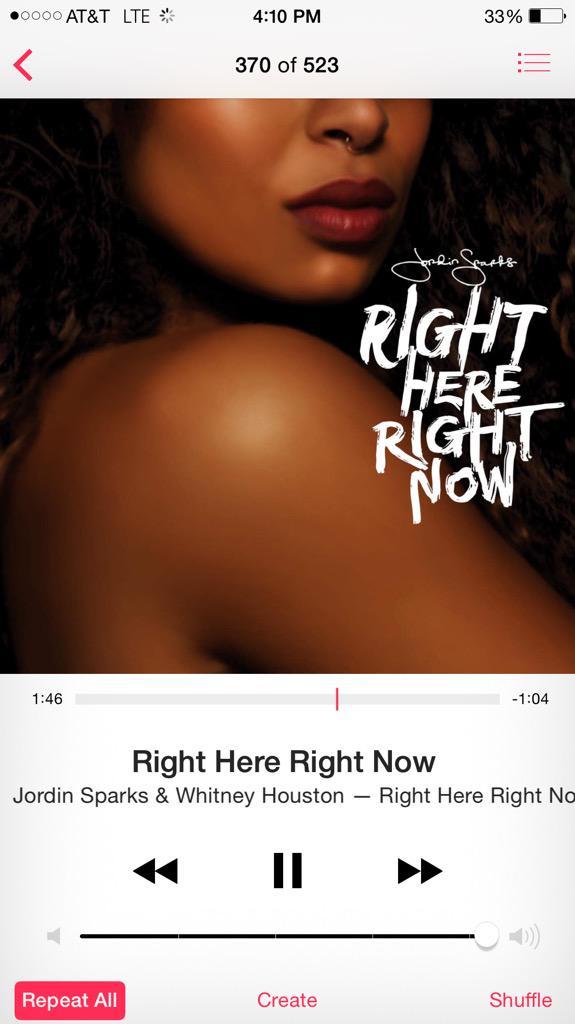 AT&T LTE 4:10 PM 33%
370 of 523
Jordin Sparks
RIGHT
HERE
RIGHT
NOW
1:46 -1:04
Right Here Right Now
Jordin Sparks & Whitney Houston — Right Here Right No
Repeat All Create Shuffle